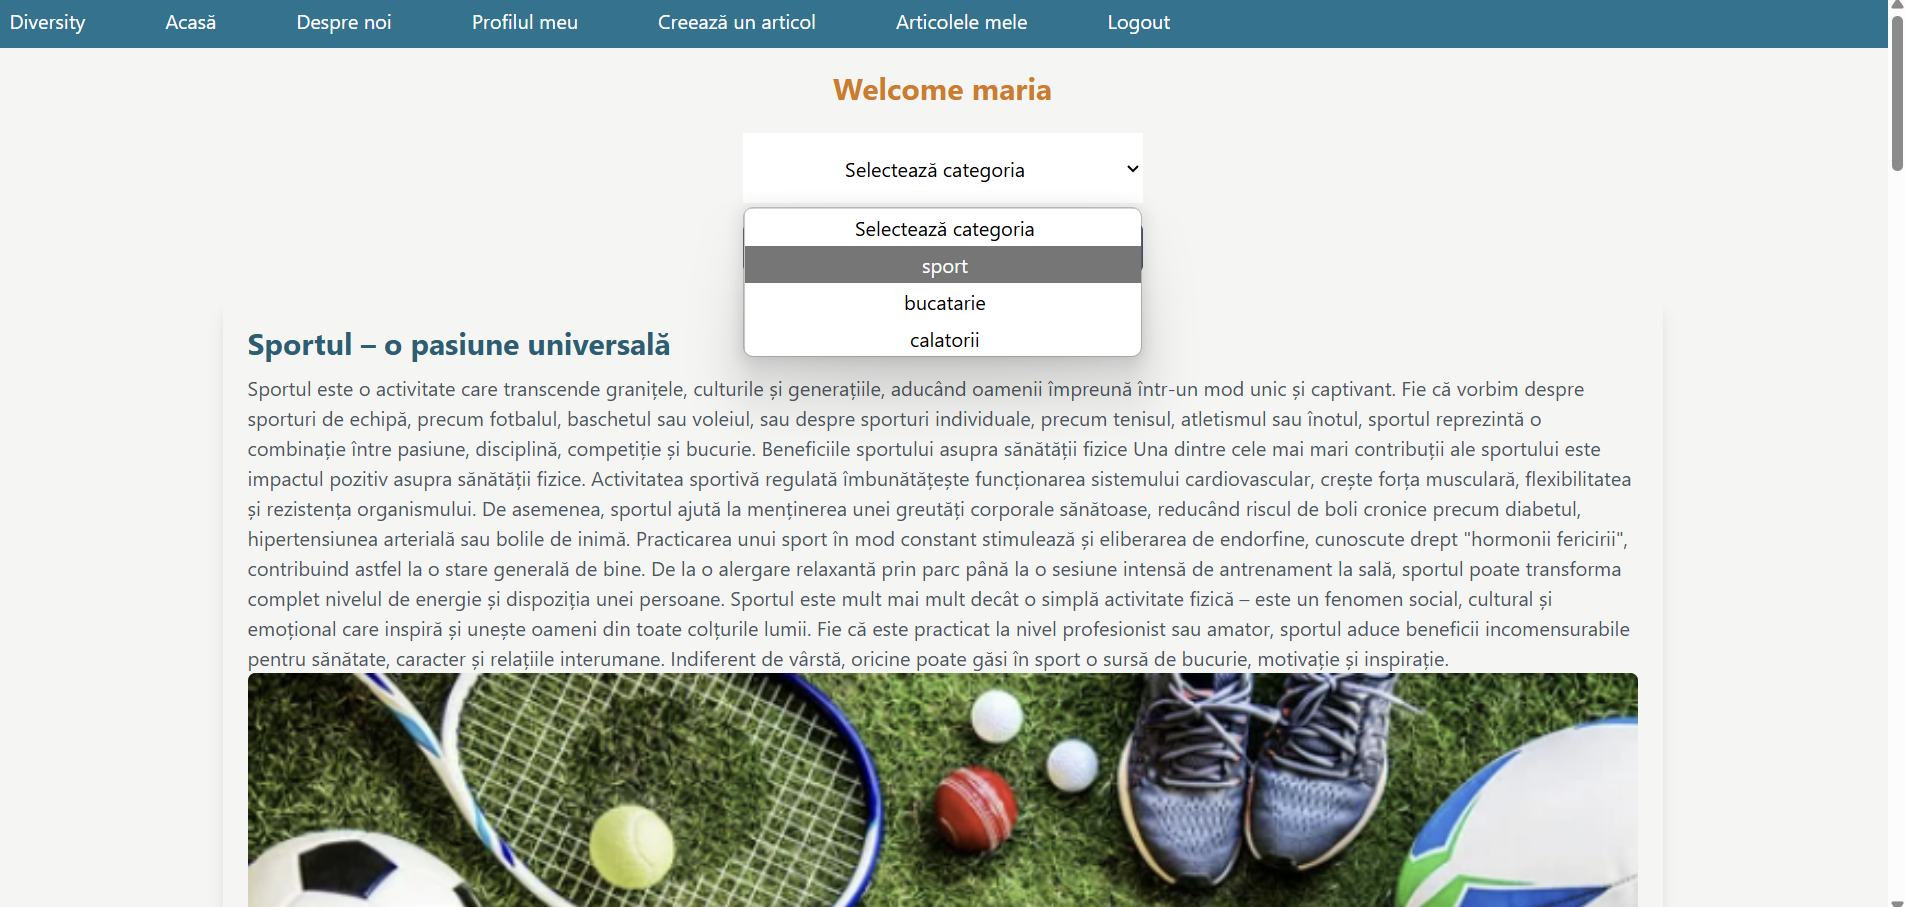 Diversity Acasă Despre noi Profilul meu Creează un articol Articolele mele Logout
Welcome maria
Selectează categoria
Selectează categoria
sport
bucatarie
calatorii
Sportul – o pasiune universală
Sportul este o activitate care transcende granițele, culturile și generațiile, aducând oamenii împreună într-un mod unic și captivant. Fie că vorbim despre
sporturi de echipă, precum fotbalul, baschetul sau voleiul, sau despre sporturi individuale, precum tenisul, atletismul sau înotul, sportul reprezintă o
combinație între pasiune, disciplină, competiție și bucurie. Beneficiile sportului asupra sănătății fizice Una dintre cele mai mari contribuții ale sportului este
impactul pozitiv asupra sănătății fizice. Activitatea sportivă regulată îmbunătățește funcționarea sistemului cardiovascular, crește forța musculară, flexibilitatea
și rezistența organismului. De asemenea, sportul ajută la menținerea unei greutăți corporale sănătoase, reducând riscul de boli cronice precum diabetul,
hipertensiunea arterială sau bolile de inimă. Practicarea unui sport în mod constant stimulează și eliberarea de endorfine, cunoscute drept "hormonii fericirii",
contribuind astfel la o stare generală de bine. De la o alergare relaxantă prin parc până la o sesiune intensă de antrenament la sală, sportul poate transforma
complet nivelul de energie și dispoziția unei persoane. Sportul este mult mai mult decât o simplă activitate fizică – este un fenomen social, cultural și
emoțional care inspiră și unește oameni din toate colțurile lumii. Fie că este practicat la nivel profesionist sau amator, sportul aduce beneficii incomensurabile
pentru sănătate, caracter și relațiile interumane. Indiferent de vârstă, oricine poate găsi în sport o sursă de bucurie, motivație și inspirație.